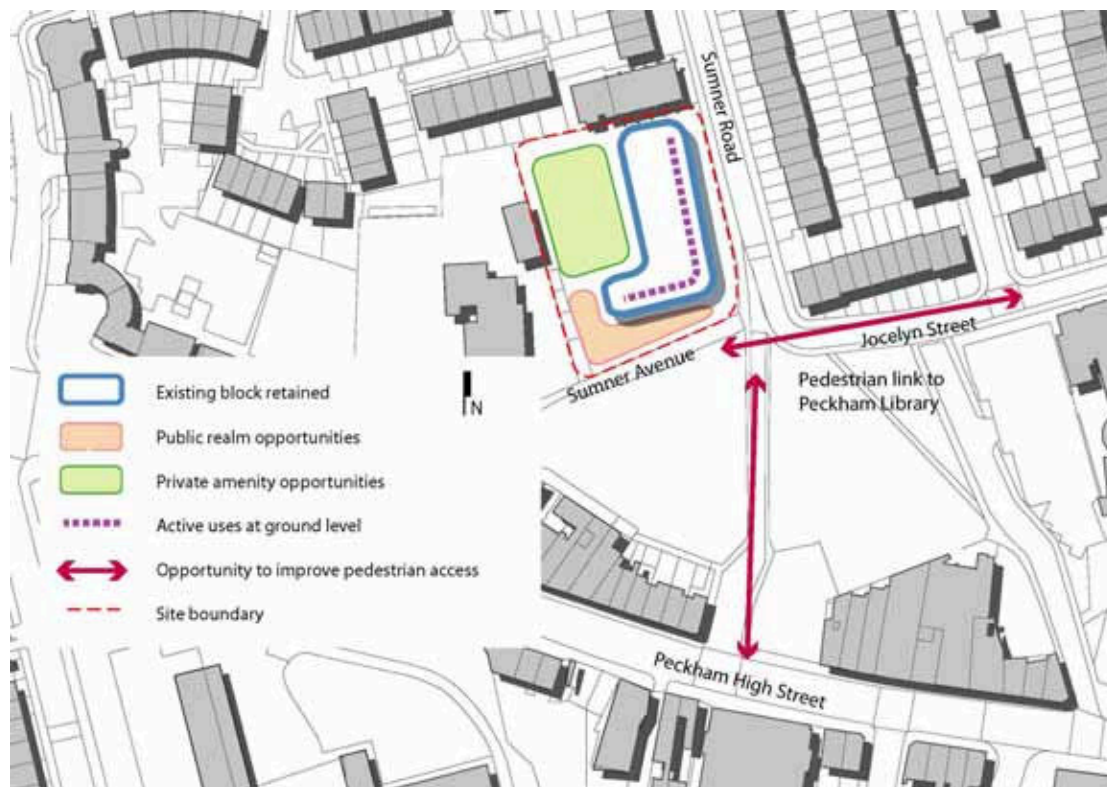 Sumner Road
Jocelyn Street
Sumner Avenue
Pedestrian link to
Peckham Library
N
Existing block retained
Public realm opportunities
Private amenity opportunities
Active uses at ground level
Opportunity to improve pedestrian access
Site boundary
Peckham High Street